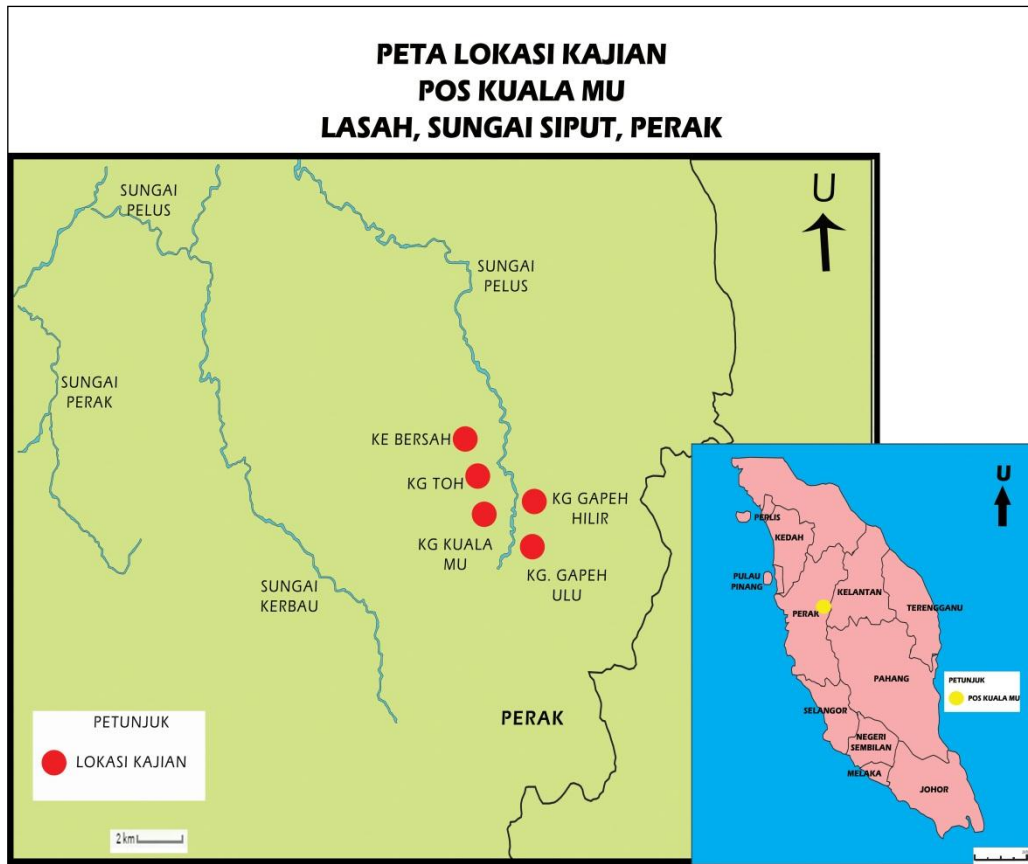 PETA LOKASI KAJIAN
POS KUALA MU
LASAH, SUNGAI SIPUT, PERAK
U
SUNGAI
PELUS
SUNGAI
PELUS
SUNGAI
PERAK
KE BERSAH
KG TOH
KG GAPEH
HILIR
KG KUALA
MU
KG. GAPEH
ULU
SUNGAI
KERBAU
PERAK
PETUNJUK
LOKASI KAJIAN
2 km
U
PERLIS
KEDAH
PULAU
PINANG
KELANTAN
PERAK
TERENGGANU
PAHANG
PETUNJUK
POS KUALA MU
SELANGOR
NEGERI
SEMBILAN
MELAKA
JOHOR